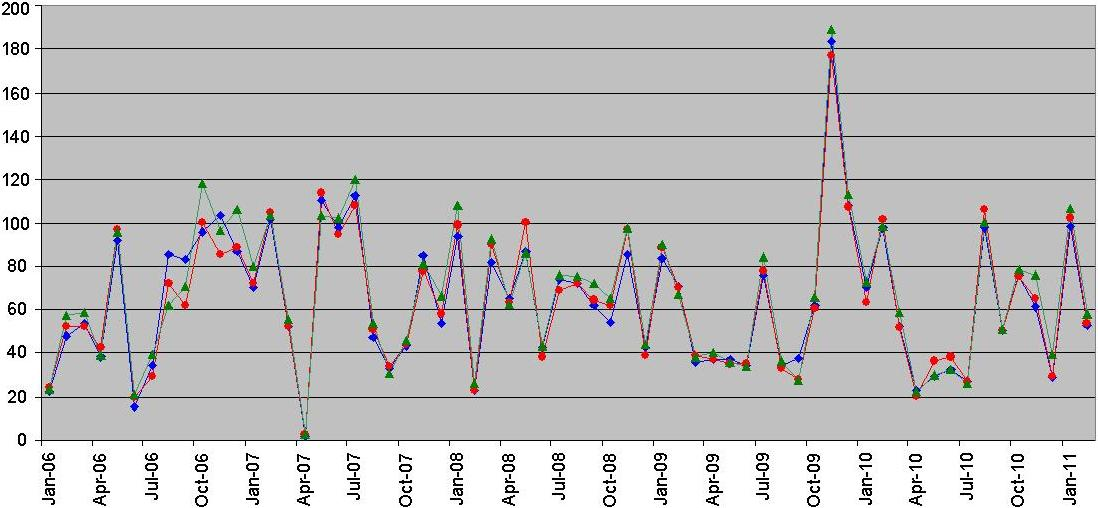 200
180
160
140
120
100
80
60
40
20
0
Jan-06
Apr-06
Jul-06
Oct-06
Jan-07
Apr-07
Jul-07
Oct-07
Jan-08
Apr-08
Jul-08
Oct-08
Jan-09
Apr-09
Jul-09
Oct-09
Jan-10
Apr-10
Jul-10
Oct-10
Jan-11